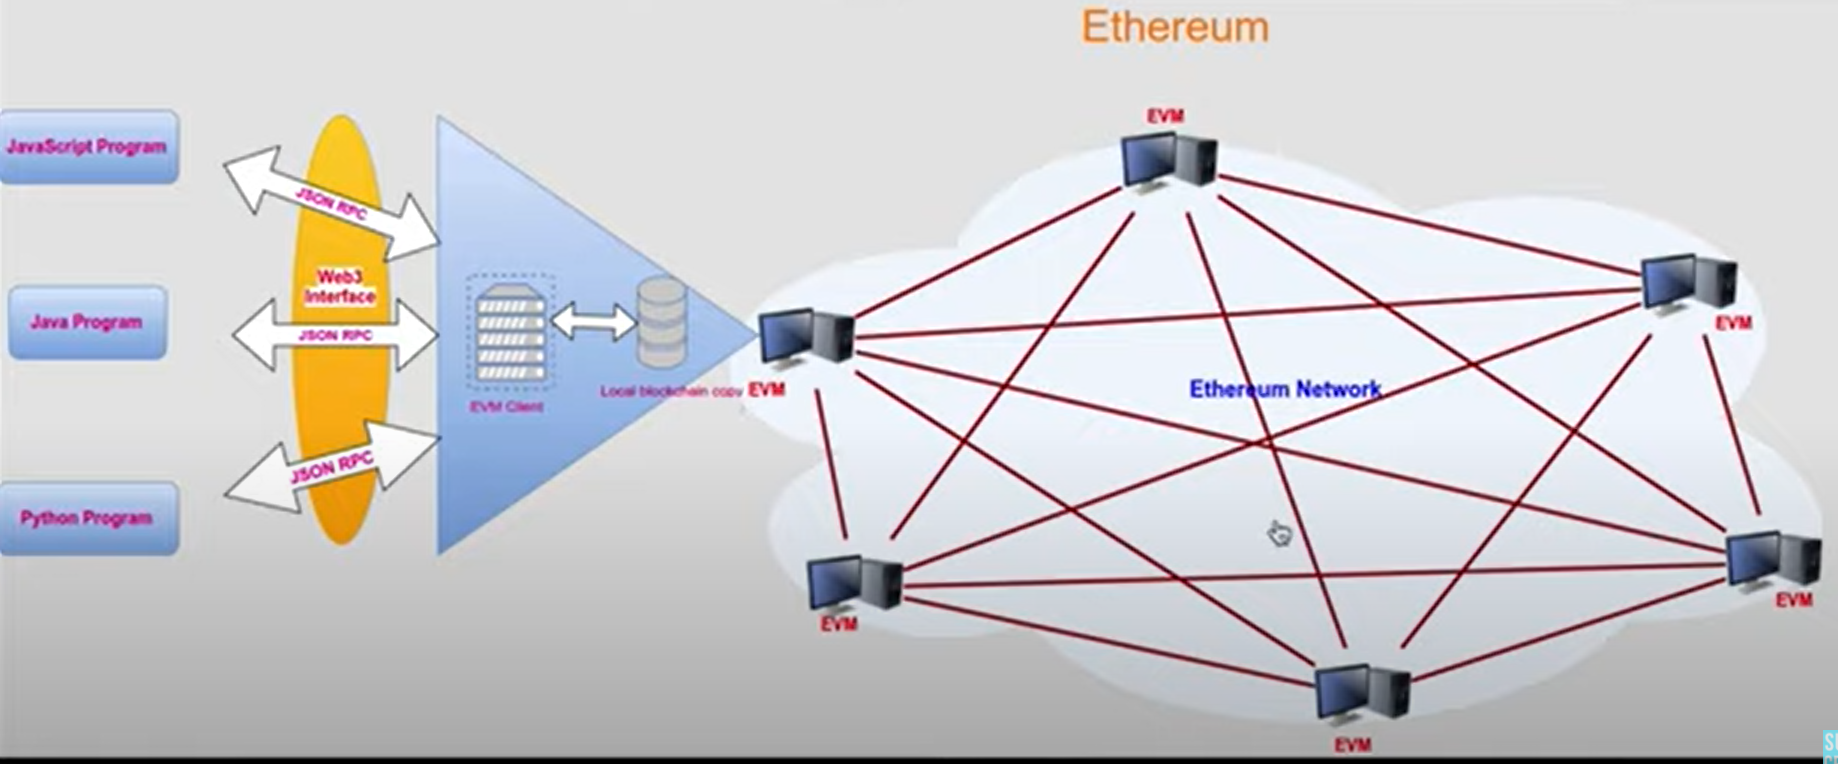 Ethereum
EVM
JavaScript Program
JSON RPC
Web3
Interface
EVM
Java Program
JSON RPC
Ethereum Network
Local blockchain copy
EVM
EVM Client
JSON RPC
Python Program
EVM
EVM
EVM